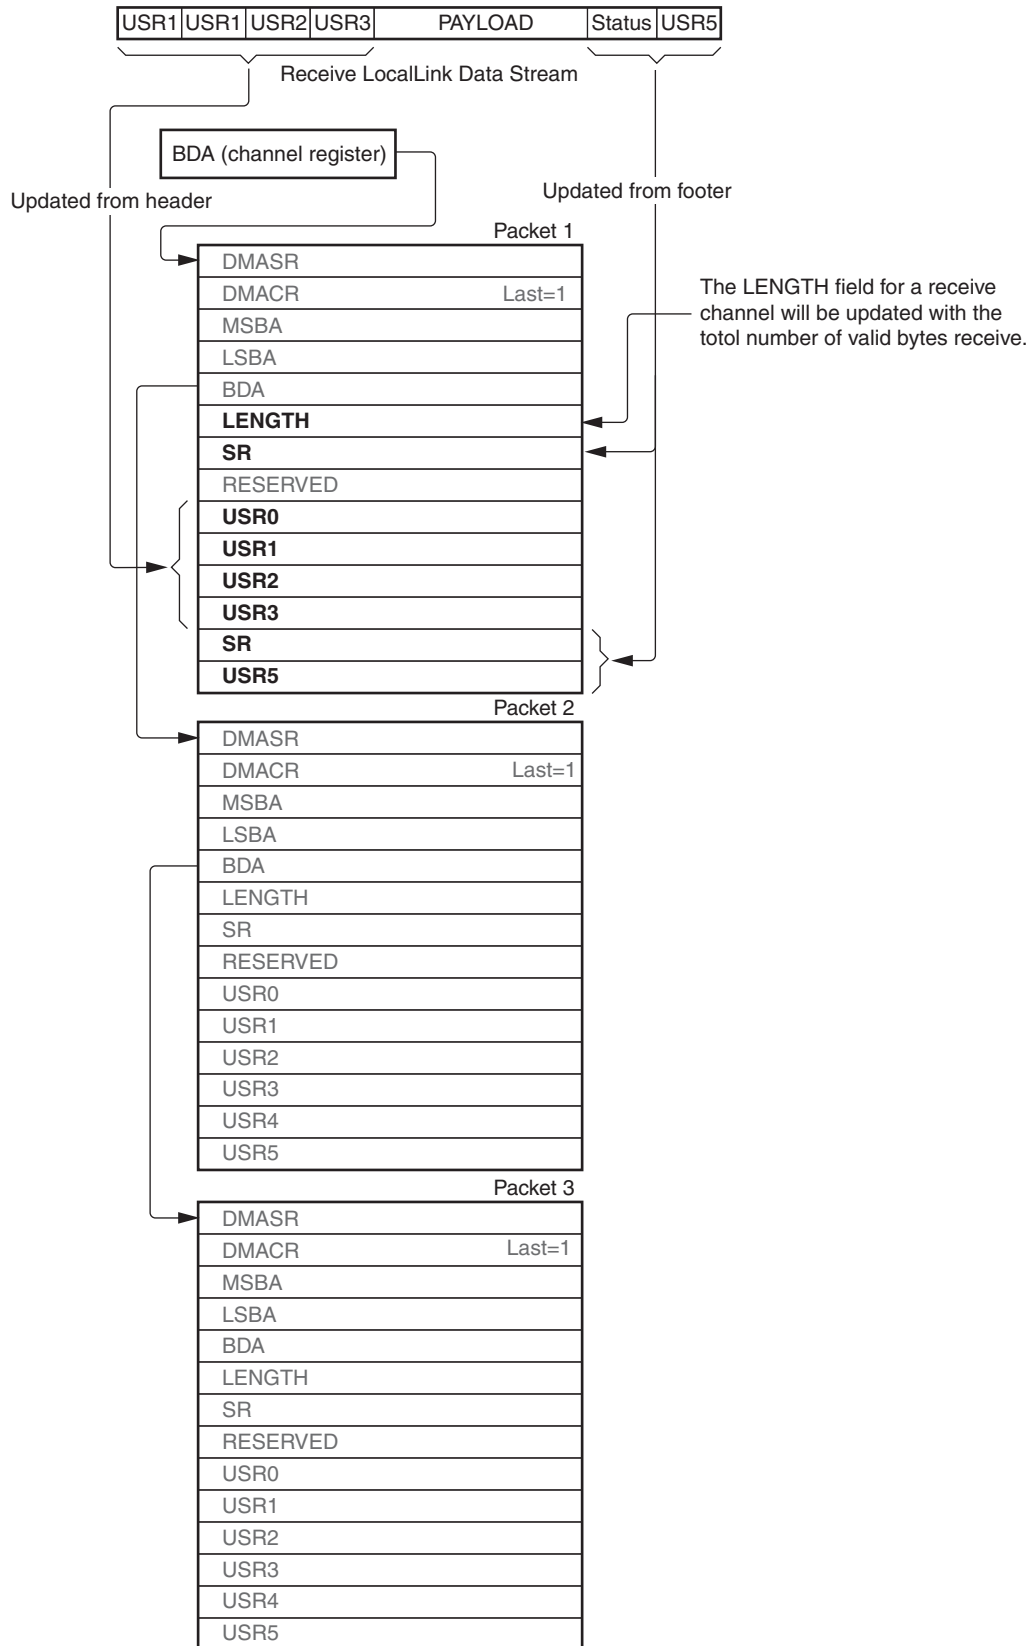 USR1 USR1 USR2 USR3 PAYLOAD Status USR5
Receive LocalLink Data Stream
BDA (channel register)
Updated from header
Updated from footer
Packet 1
DMASR
DMACR Last=1
MSBA
LSBA
BDA
LENGTH
SR
RESERVED
USR0
USR1
USR2
USR3
SR
USR5
The LENGTH field for a receive
channel will be updated with the
totol number of valid bytes receive.
Packet 2
DMASR
DMACR Last=1
MSBA
LSBA
BDA
LENGTH
SR
RESERVED
USR0
USR1
USR2
USR3
USR4
USR5
Packet 3
DMASR
DMACR Last=1
MSBA
LSBA
BDA
LENGTH
SR
RESERVED
USR0
USR1
USR2
USR3
USR4
USR5